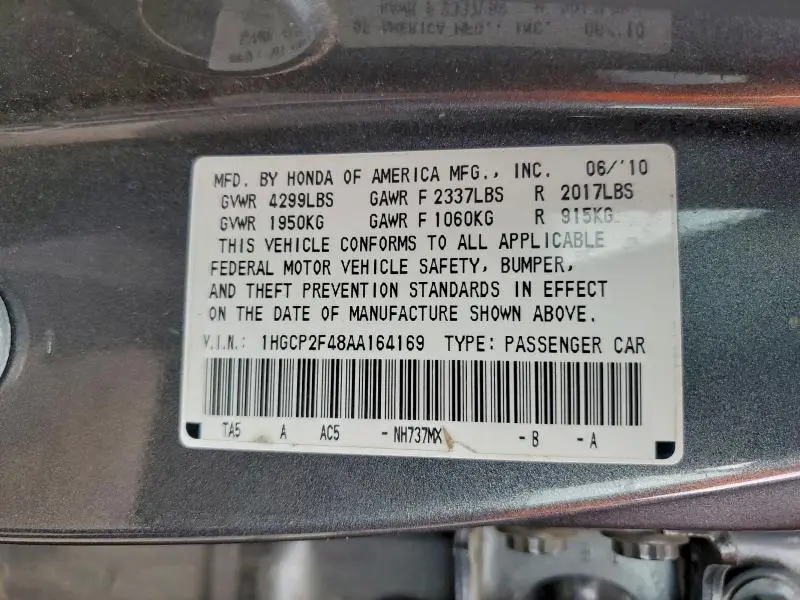 MFD. BY HONDA OF AMERICA MFG., INC. 06/'10
GVWR 4299LBS GAWR F 2337LBS R 2017LBS
GVWR 1950KG GAWR F 1060KG R 915KG
THIS VEHICLE CONFORMS TO ALL APPLICABLE
FEDERAL MOTOR VEHICLE SAFETY, BUMPER,
AND THEFT PREVENTION STANDARDS IN EFFECT
ON THE DATE OF MANUFACTURE SHOWN ABOVE.
V.I.N.: 1HGCP2F48AA164169 TYPE: PASSENGER CAR
TA5 A AC5 -NH737MX -B -A